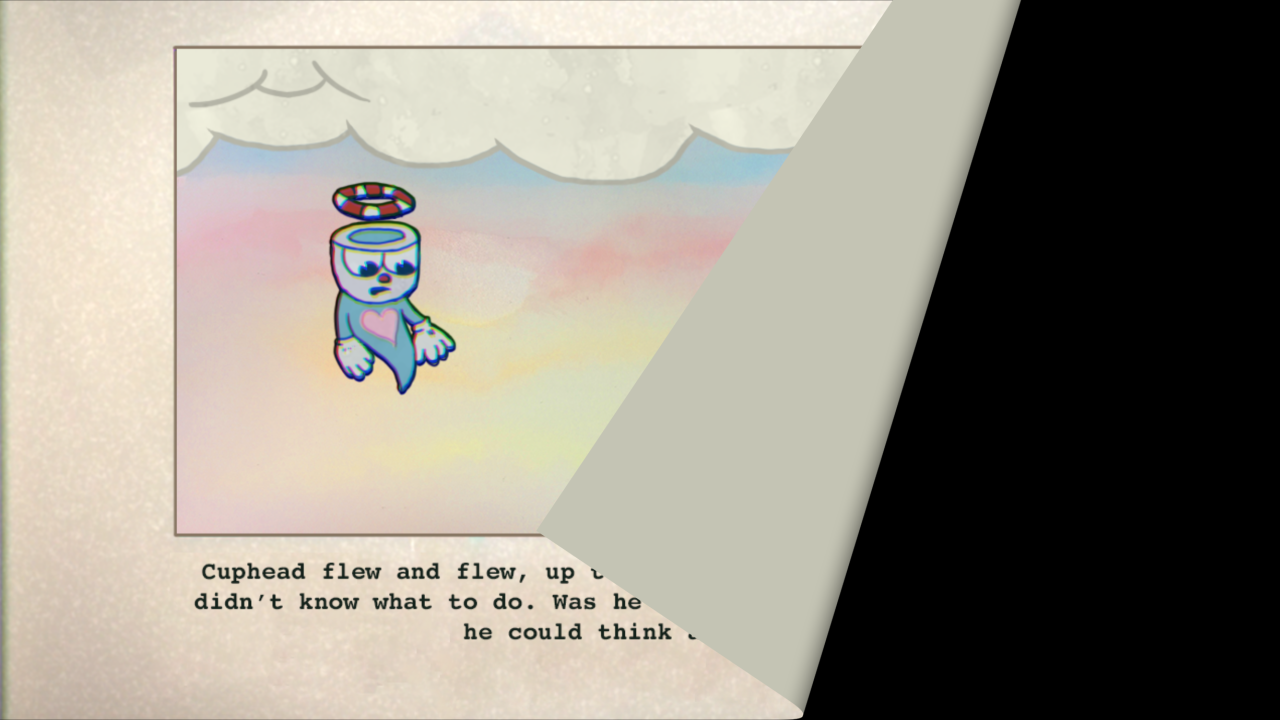 Cuphead flew and flew, up
didn't know what to do. Was he
he could think